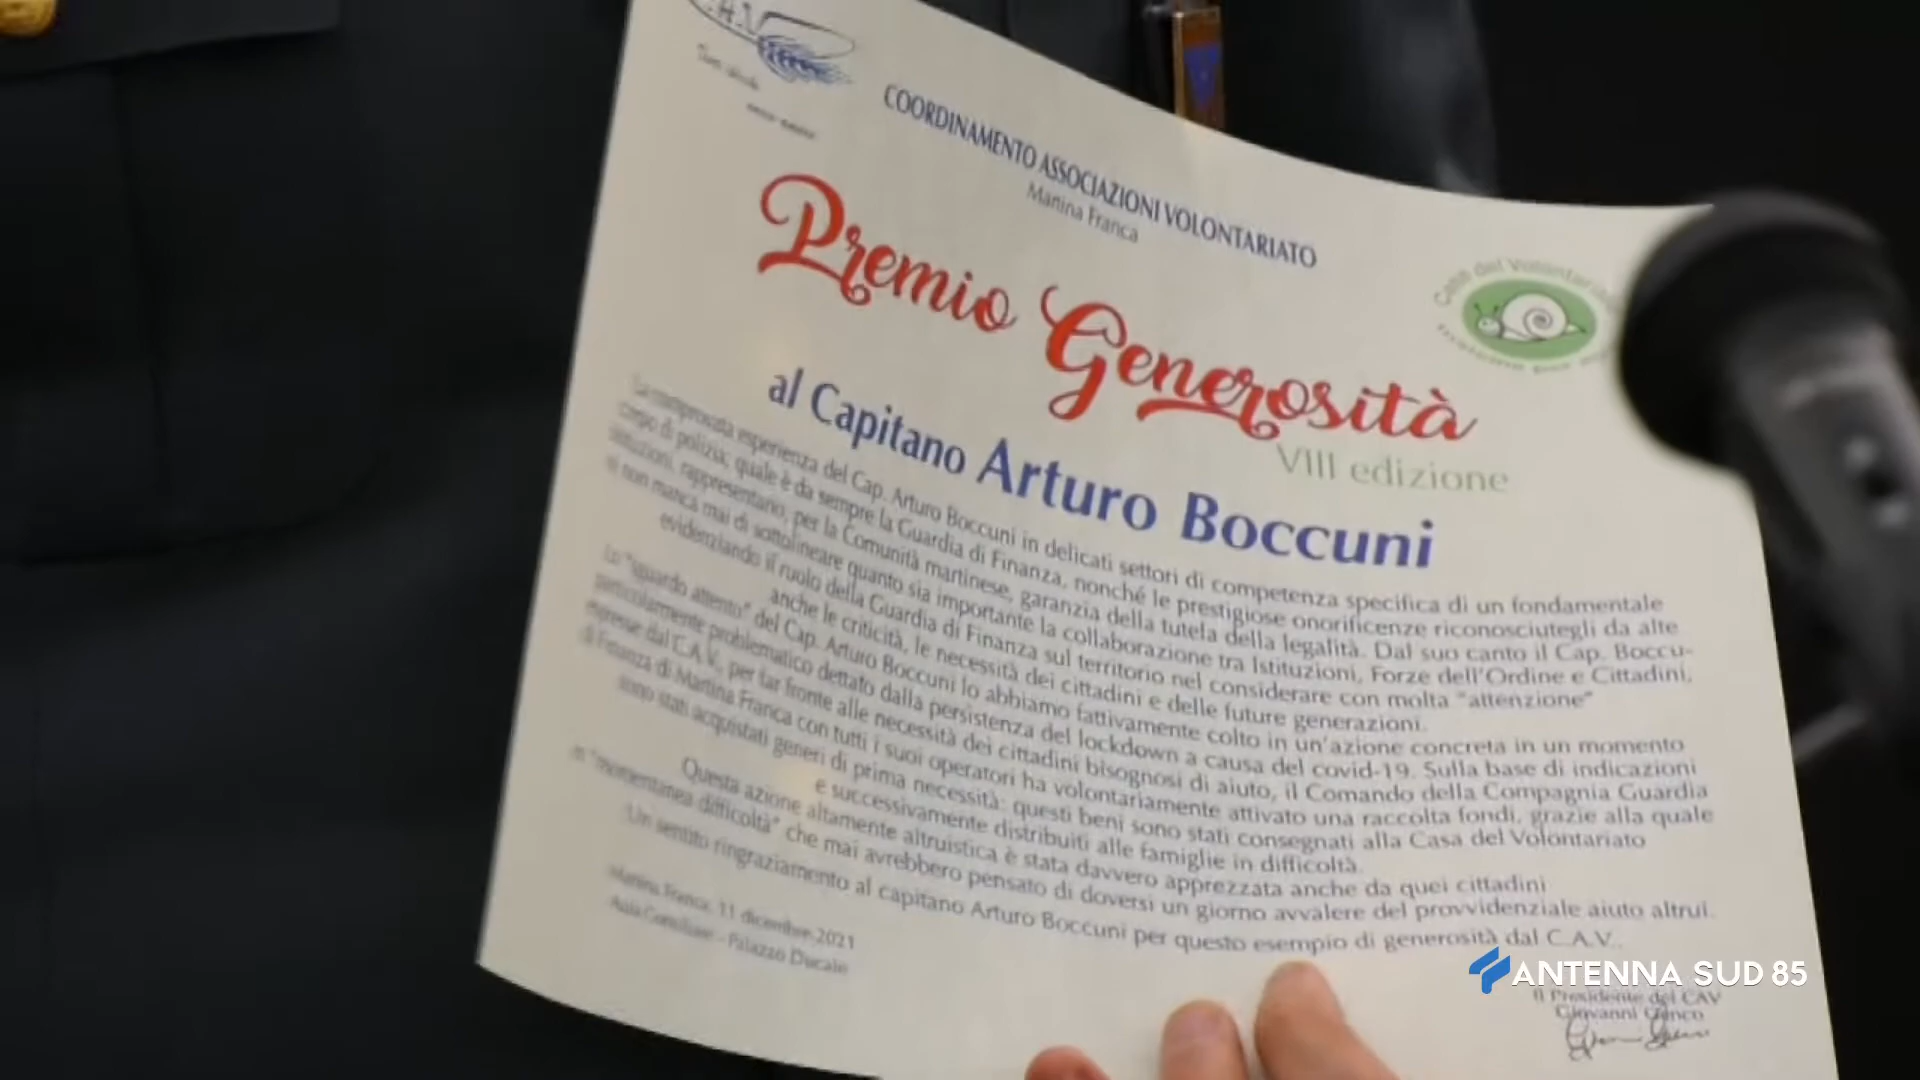 COORDINAMENTO ASSOCIAZIONI VOLONTARIATO
Martina Franca
Premio Generosità
VIII edizione
al Capitano Arturo Boccuni
La comprovata esperienza del Cap. Arturo Boccuni in delicati settori di competenza specifica di un fondamentale
corpo di polizia, quale è da sempre la Guardia di Finanza, nonché le prestigiose onorificenze riconosciutegli da alte
istituzioni, rappresentano, per la Comunità martinese, garanzia della tutela della legalità. Dal suo canto il Cap. Boccu-
ni non manca mai di sottolineare quanto sia importante la collaborazione tra Istituzioni, Forze dell'Ordine e Cittadini,
evidenziando il ruolo della Guardia di Finanza sul territorio nel considerare con molta "attenzione"
anche le criticità, le necessità dei cittadini e delle future generazioni.
Lo "sguardo attento" del Cap. Arturo Boccuni lo abbiamo fattivamente colto in un'azione concreta in un momento
particolarmente problematico dettato dalla persistenza del lockdown a causa del covid-19. Sulla base di indicazioni
espresse dal C.A.V., per far fronte alle necessità dei cittadini bisognosi di aiuto, il Comando della Compagnia Guardia
di Finanza di Martina Franca con tutti i suoi operatori ha volontariamente attivato una raccolta fondi, grazie alla quale
sono stati acquistati generi di prima necessità: questi beni sono stati consegnati alla Casa del Volontariato
e successivamente distribuiti alle famiglie in difficoltà.
Questa azione altamente altruistica è stata davvero apprezzata anche da quei cittadini
in "momentanea difficoltà" che mai avrebbero pensato di doversi un giorno avvalere del provvidenziale aiuto altrui.
Un sentito ringraziamento al capitano Arturo Boccuni per questo esempio di generosità dal C.A.V..
Martina Franca, 11 dicembre 2021
Aula Consiliare - Palazzo Ducale
ANTENNA SUD 85
Il Presidente del CAV
Giovanni